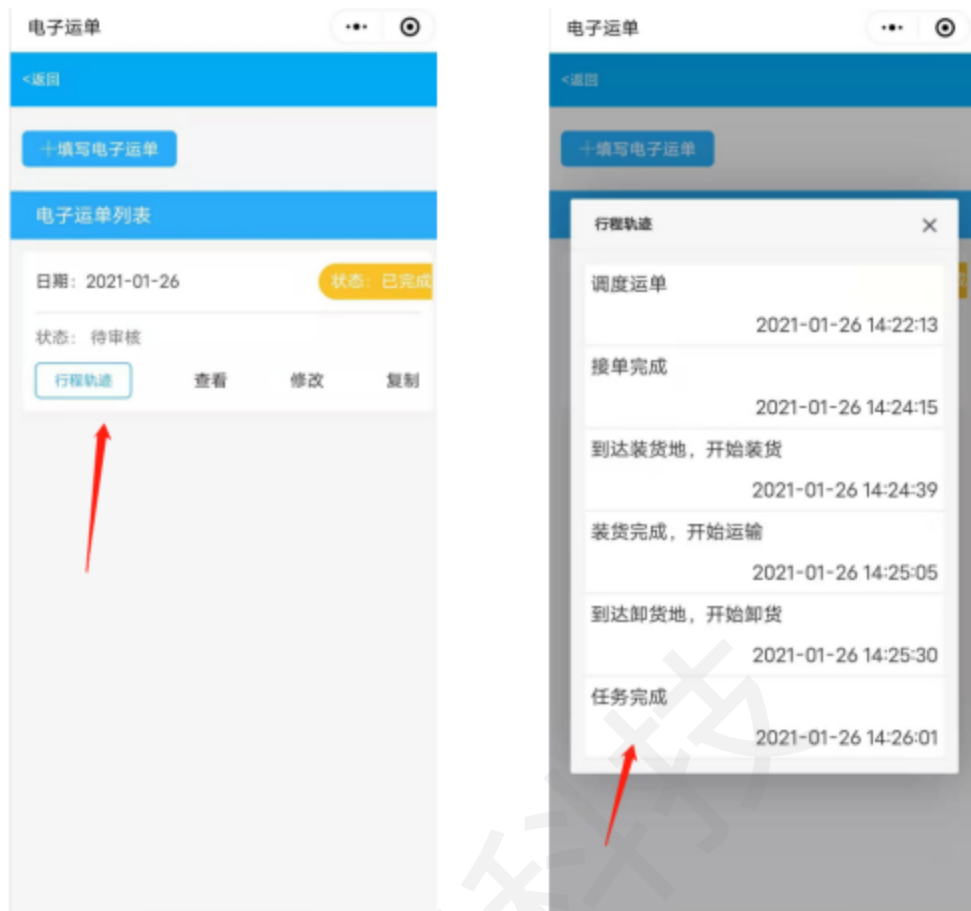 电子运单
<返回
+填写电子运单
电子运单列表
日期：2021-01-26
状态：已完成
状态： 待审核
行程轨迹 查看 修改 复制
电子运单
<返回
+填写电子运单
行程轨迹
调度运单
2021-01-26 14:22:13
接单完成
2021-01-26 14:24:15
到达装货地，开始装货
2021-01-26 14:24:39
装货完成，开始运输
2021-01-26 14:25:05
到达卸货地，开始卸货
2021-01-26 14:25:30
任务完成
2021-01-26 14:26:01
科技